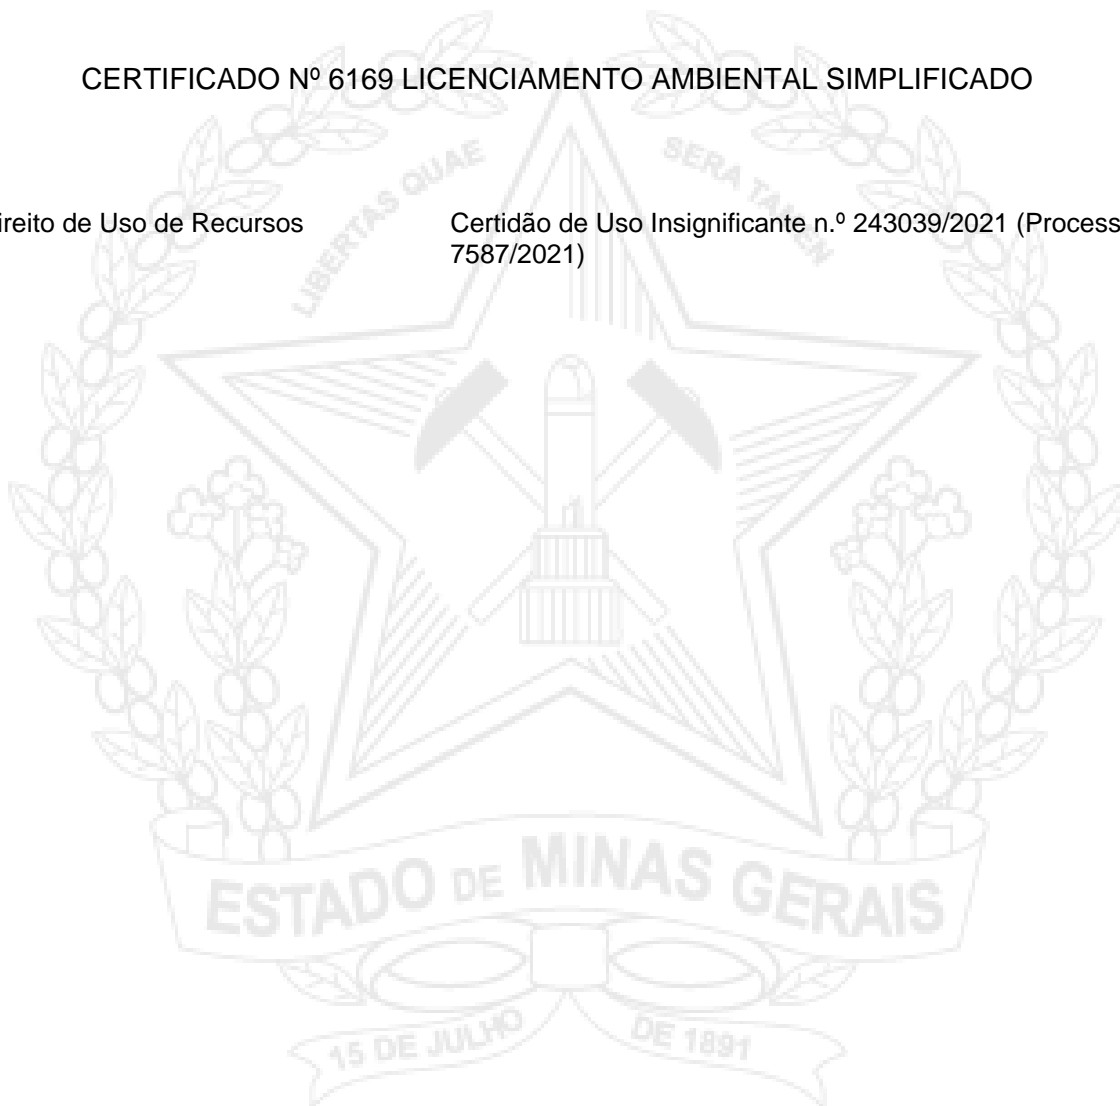 CERTIFICADO Nº 6169 LICENCIAMENTO AMBIENTAL SIMPLIFICADO
LIBERTAS QUAE SERA TAMEN
ireito de Uso de Recursos
Certidão de Uso Insignificante n.º 243039/2021 (Process
7587/2021)
ESTADO DE MINAS GERAIS
15 DE JULHO DE 1891